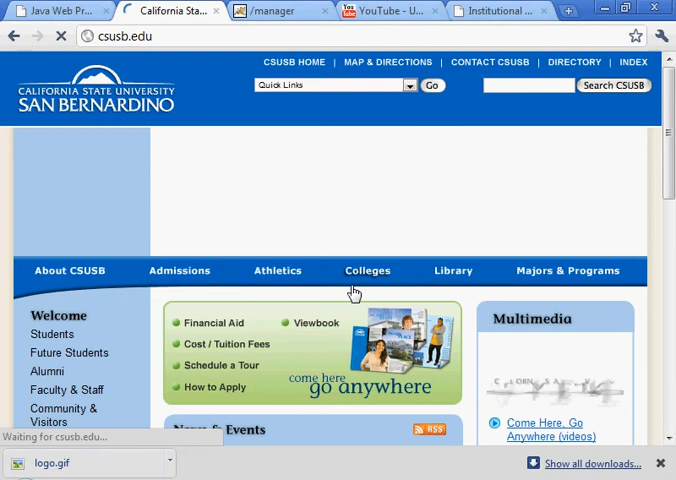 Java Web Pr...
California Sta...
/manager
YouTube - U...
Institutional ...
csusb.edu
CSUSB HOME | MAP & DIRECTIONS | CONTACT CSUSB | DIRECTORY | INDEX
CALIFORNIA STATE UNIVERSITY
SAN BERNARDINO
Quick Links
Go
Search CSUSB
About CSUSB
Admissions
Athletics
Colleges
Library
Majors & Programs
Welcome
Students
Future Students
Alumni
Faculty & Staff
Community &
Visitors
Financial Aid
Viewbook
Cost / Tuition Fees
Schedule a Tour
How to Apply
come here
go anywhere
News & Events
RSS
Multimedia
Come Here, Go
Anywhere (videos)
Waiting for csusb.edu...
logo.gif
Show all downloads...